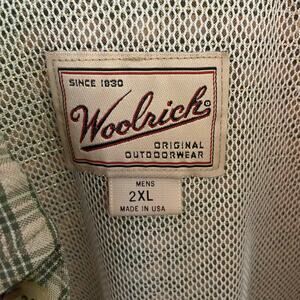 SINCE 1830
Woolrich®
ORIGINAL
OUTDOORWEAR
MENS
2XL
MADE IN USA